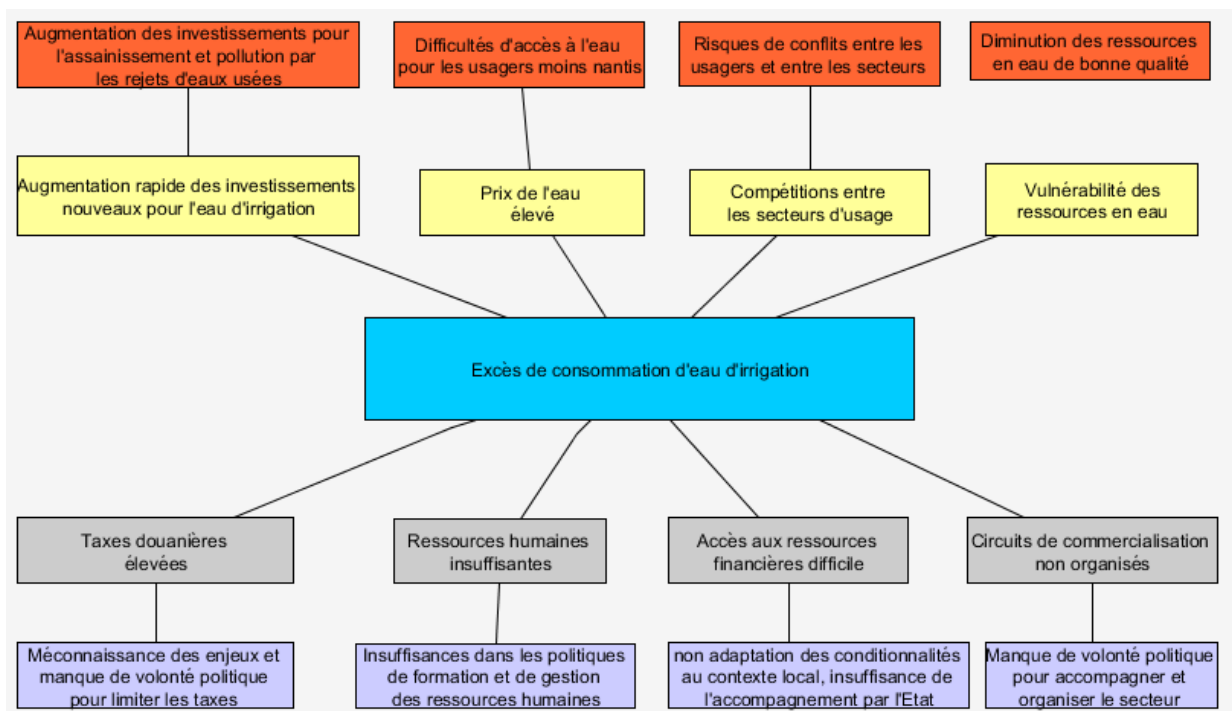 Augmentation des investissements pour
l'assainissement et pollution par
les rejets d'eaux usées
Difficultés d'accès à l'eau
pour les usagers moins nantis
Risques de conflits entre les
usagers et entre les secteurs
Diminution des ressources
en eau de bonne qualité
Augmentation rapide des investissements
nouveaux pour l'eau d'irrigation
Prix de l'eau
élevé
Compétitions entre
les secteurs d'usage
Vulnérabilité des
ressources en eau
Excès de consommation d'eau d'irrigation
Taxes douanières
élevées
Ressources humaines
insuffisantes
Accès aux ressources
financières difficile
Circuits de commercialisation
non organisés
Méconnaissance des enjeux et
manque de volonté politique
pour limiter les taxes
Insuffisances dans les politiques
de formation et de gestion
des ressources humaines
non adaptation des conditionnalités
au contexte local, insuffisance de
l'accompagnement par l'Etat
Manque de volonté politique
pour accompagner et
organiser le secteur